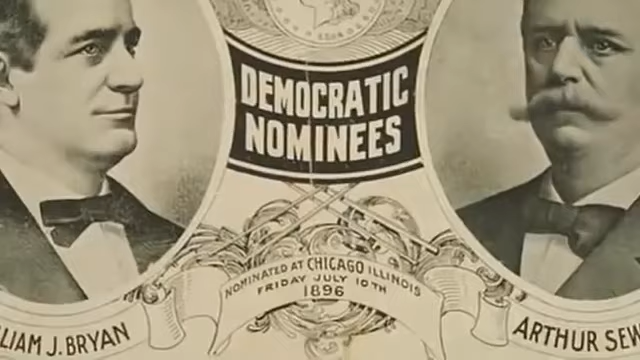 DEMOCRATIC
NOMINEES
NOMINATED AT CHICAGO ILLINOIS
FRIDAY JULY 10TH
1896
LIAM J. BRYAN
ARTHUR SEW